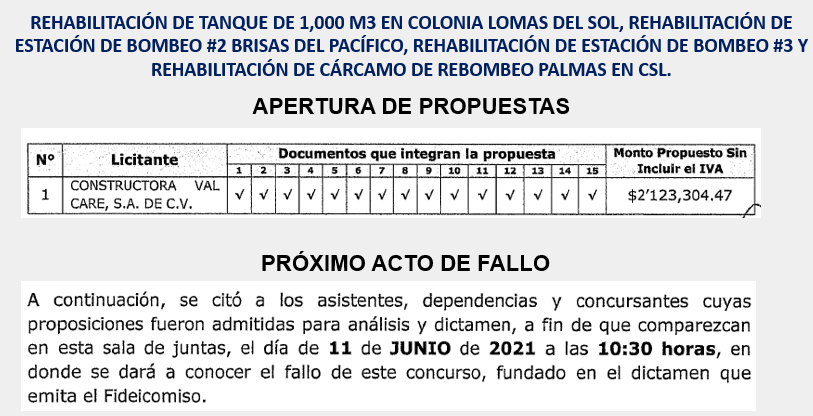 REHABILITACIÓN DE TANQUE DE 1,000 M3 EN COLONIA LOMAS DEL SOL, REHABILITACIÓN DE
ESTACIÓN DE BOMBEO #2 BRISAS DEL PACÍFICO, REHABILITACIÓN DE ESTACIÓN DE BOMBEO #3 Y
REHABILITACIÓN DE CÁRCAMO DE REBOMBEO PALMAS EN CSL.
APERTURA DE PROPUESTAS
Nº Licitante Documentos que integran la propuesta Monto Propuesto Sin
1 2 3 4 5 6 7 8 9 10 11 12 13 14 15 Incluir el IVA
1 CONSTRUCTORA VAL √ √ √ √ √ √ √ √ √ √ √ √ √ √ √ $2'123,304.47
CARE, S.A. DE C.V.
PRÓXIMO ACTO DE FALLO
A continuación, se citó a los asistentes, dependencias y concursantes cuyas
proposiciones fueron admitidas para análisis y dictamen, a fin de que comparezcan
en esta sala de juntas, el día de 11 de JUNIO de 2021 a las 10:30 horas, en
donde se dará a conocer el fallo de este concurso, fundado en el dictamen que
emita el Fideicomiso.